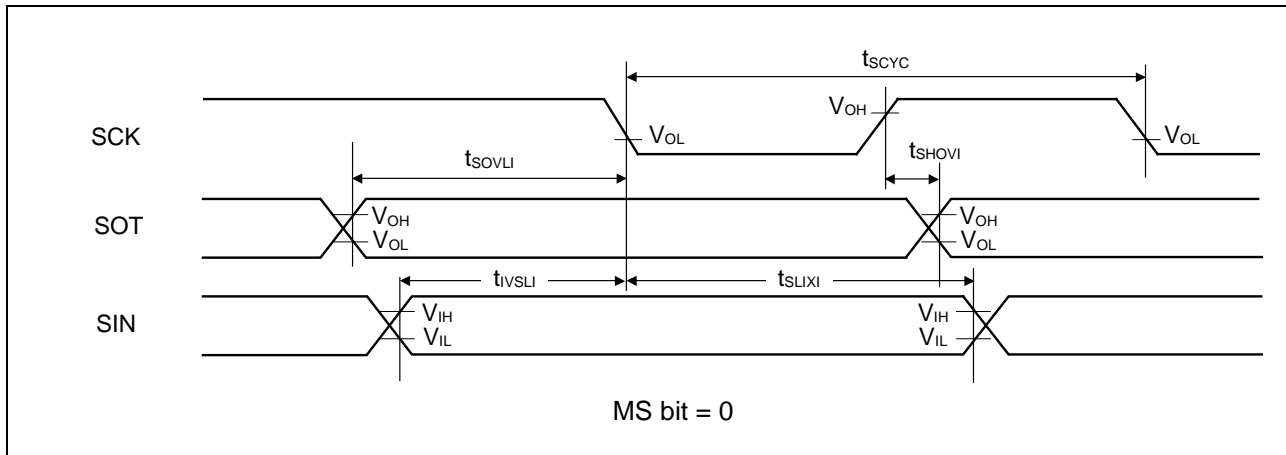 tSCYC
SCK
VOH
VOL
VOL
tSOVLI
tSHOVI
SOT
VOH
VOL
VOH
VOL
tIVSLI
tSLIXI
SIN
VIH
VIL
VIH
VIL
MS bit = 0